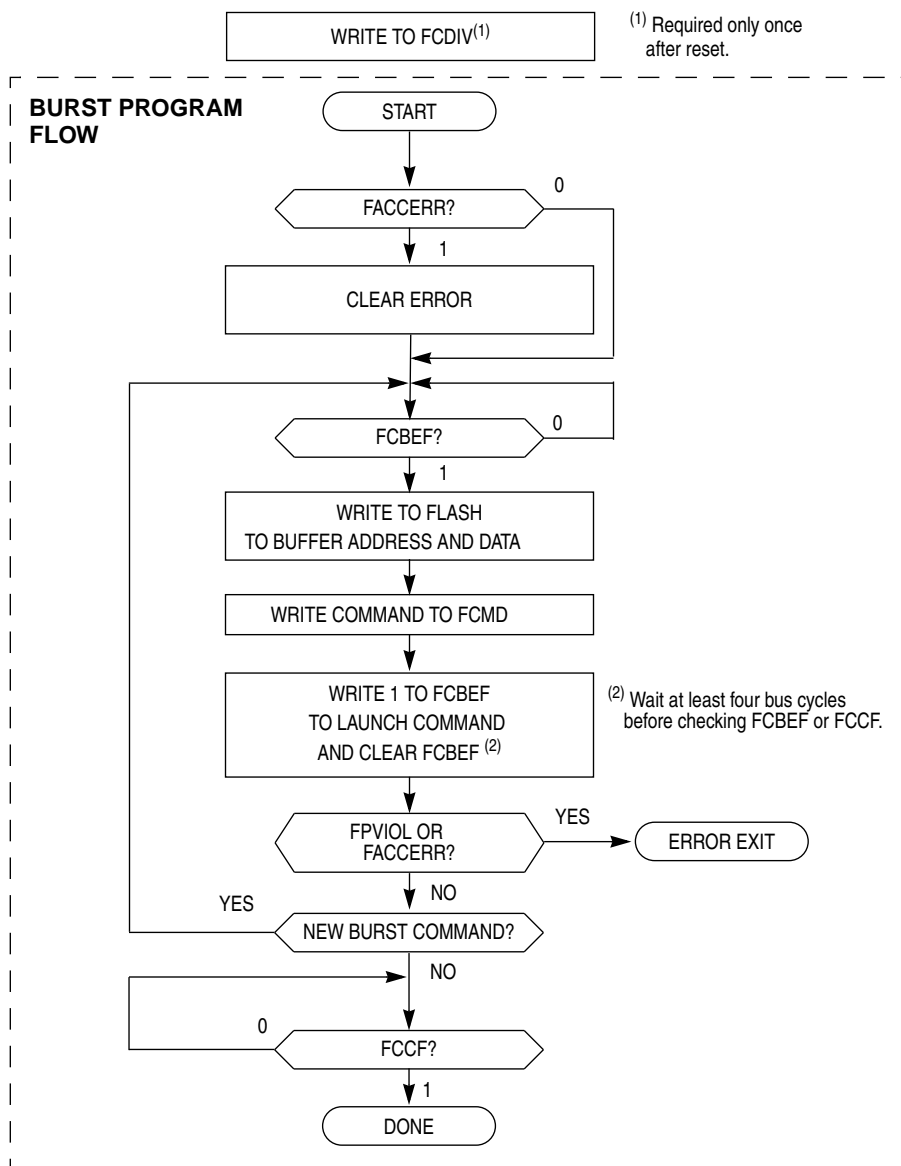 WRITE TO FCDIV(1)
(1) Required only once
after reset.
BURST PROGRAM
FLOW
START
FACCERR?
0
1
CLEAR ERROR
FCBEF?
0
1
WRITE TO FLASH
TO BUFFER ADDRESS AND DATA
WRITE COMMAND TO FCMD
WRITE 1 TO FCBEF
TO LAUNCH COMMAND
AND CLEAR FCBEF (2)
(2) Wait at least four bus cycles
before checking FCBEF or FCCF.
FPVIOL OR
FACCERR?
YES
ERROR EXIT
NO
YES
NEW BURST COMMAND?
NO
0
FCCF?
1
DONE